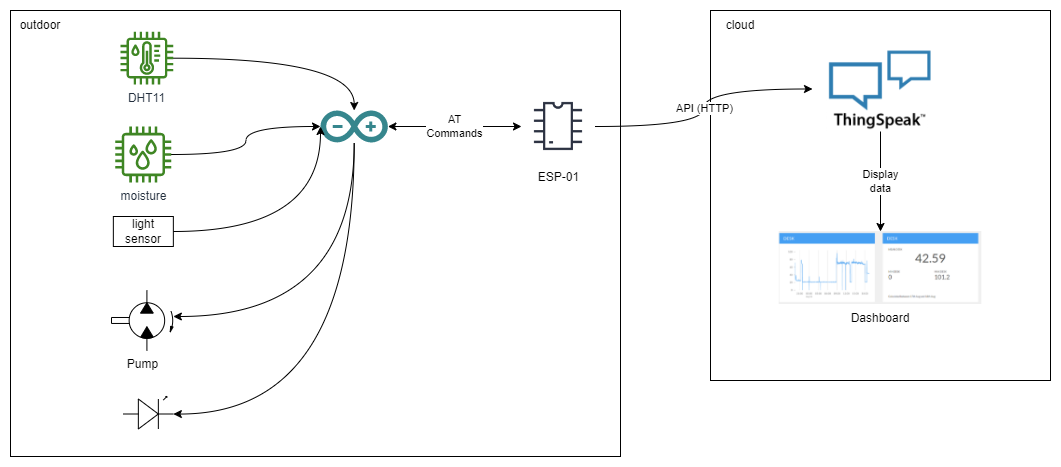 outdoor
DHT11
moisture
light
sensor
Pump
AT
Commands
ESP-01
API (HTTP)
cloud
ThingSpeak™
Display
data
42.59
0
101.2
Dashboard